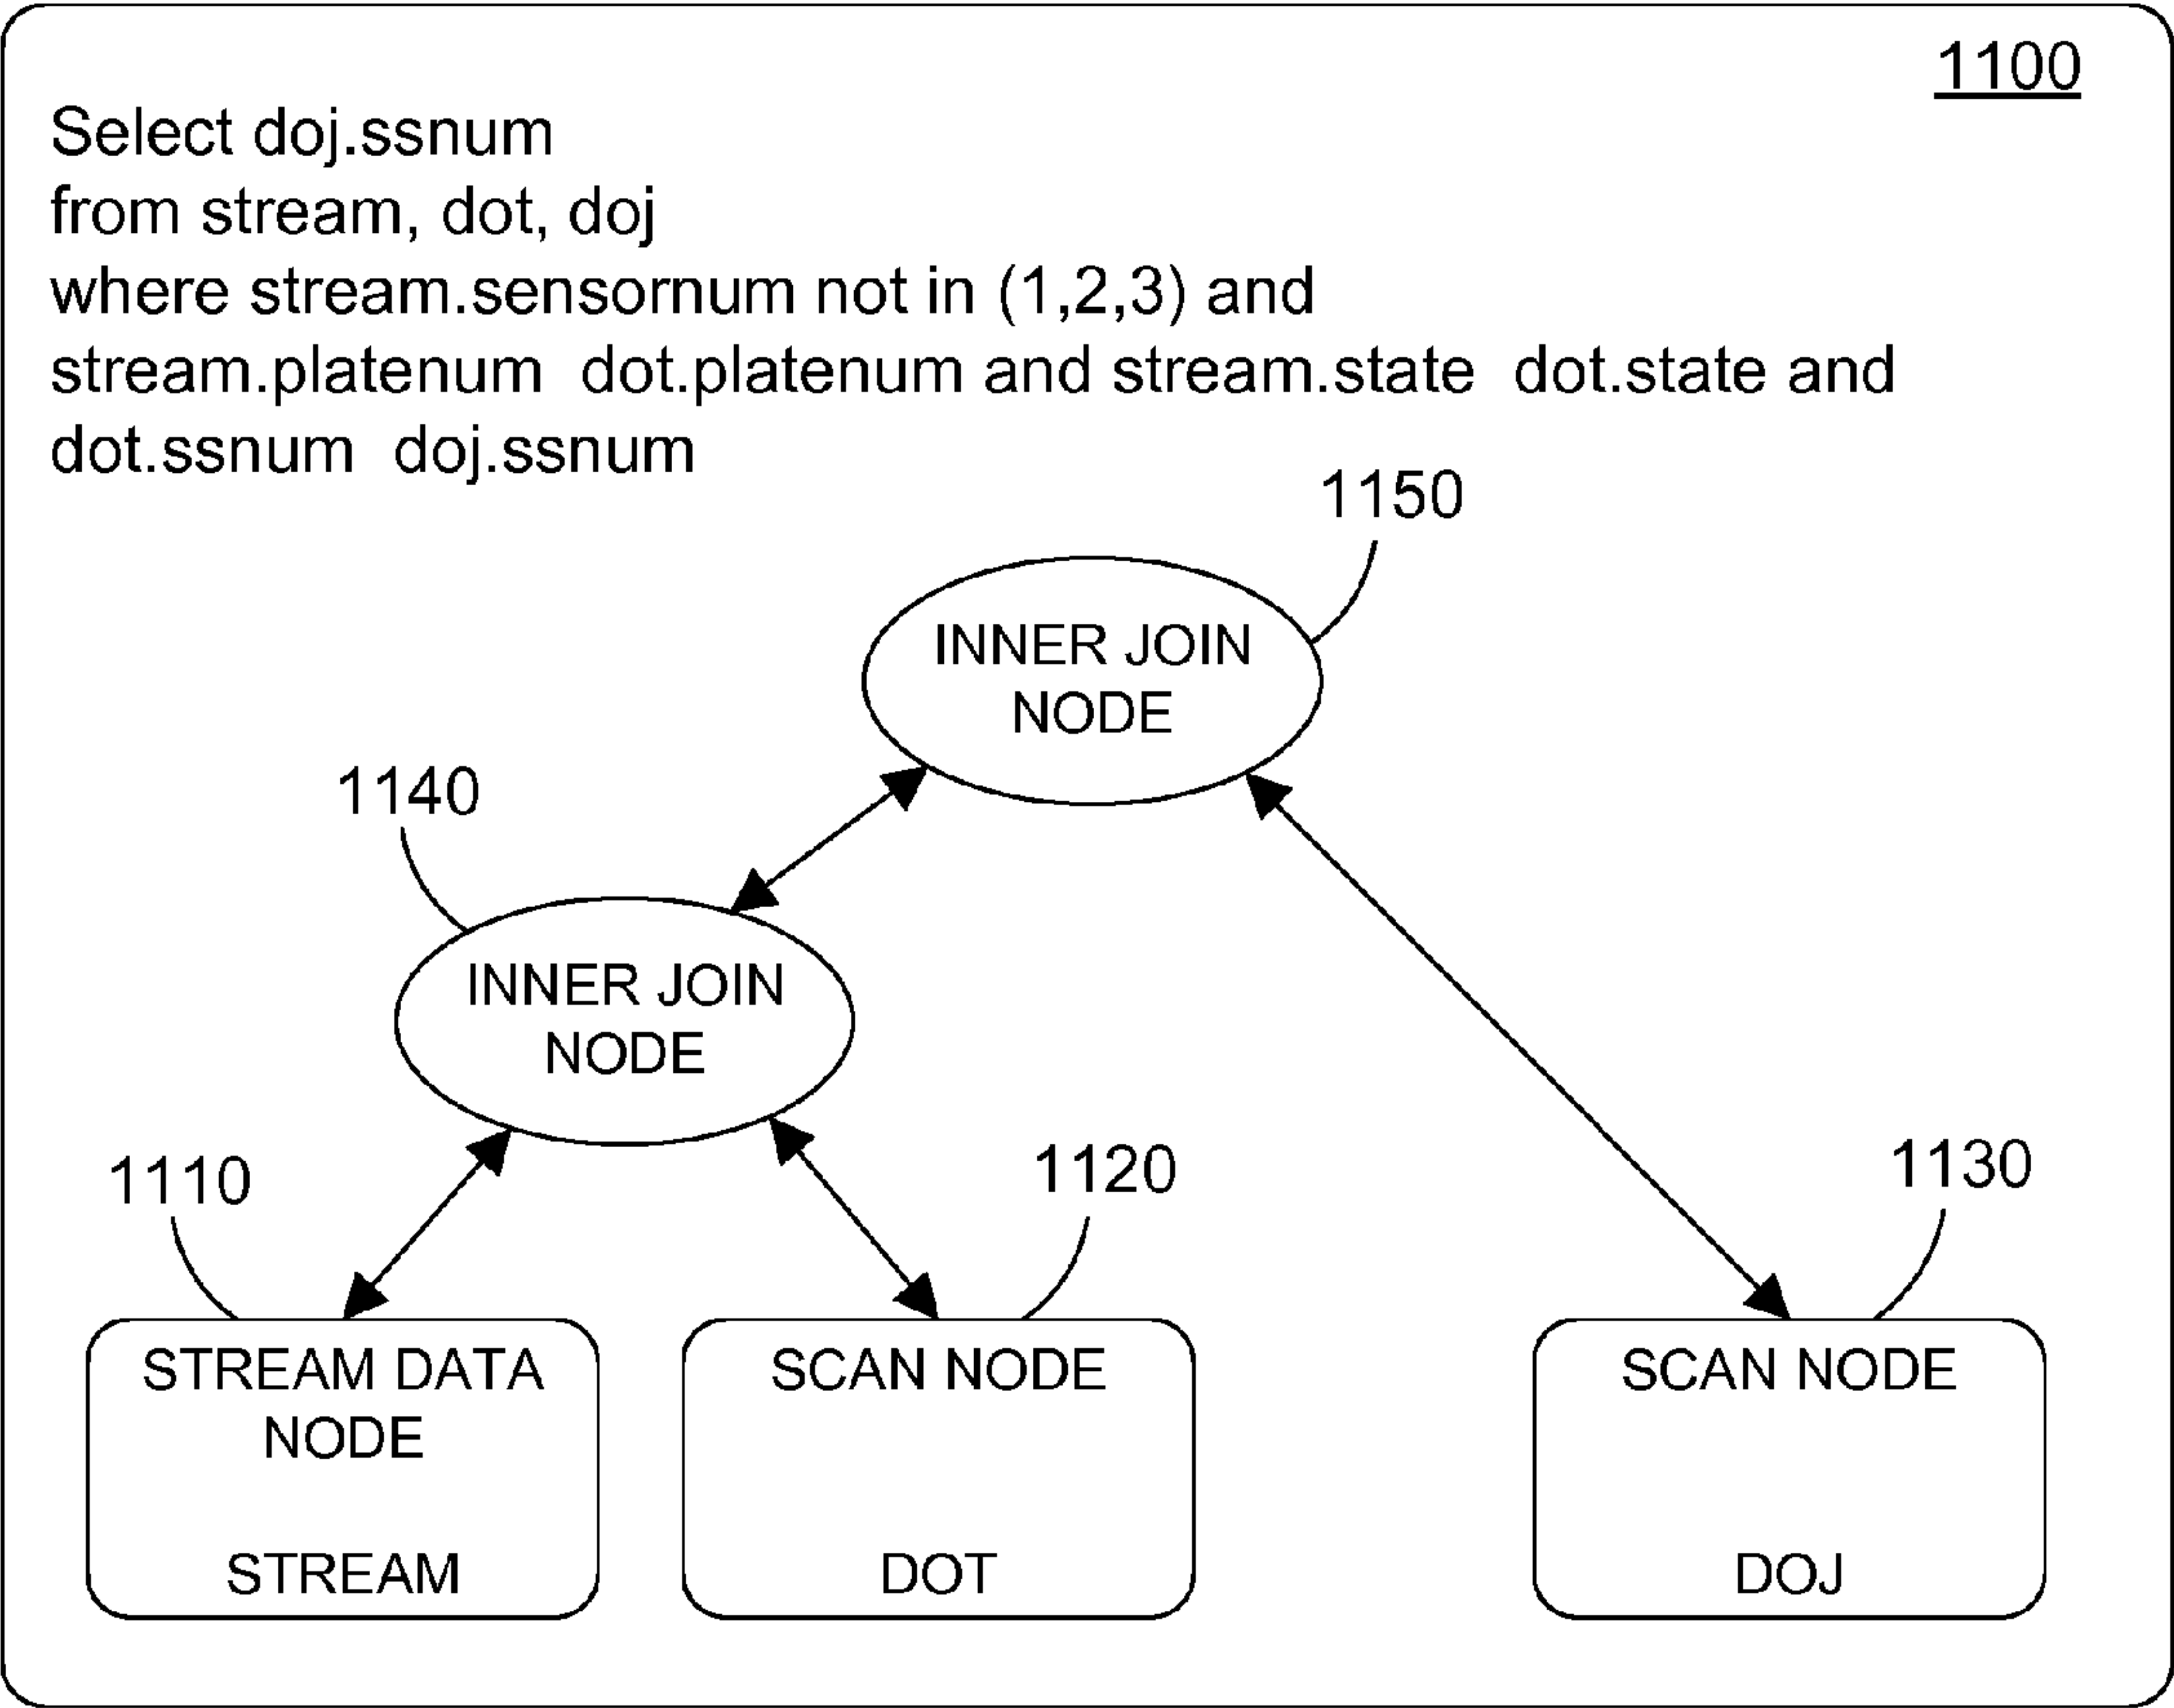 1100
Select doj.ssnum
from stream, dot, doj
where stream.sensornum not in (1,2,3) and
stream.platenum  dot.platenum and stream.state  dot.state and
dot.ssnum  doj.ssnum
1150
INNER JOIN
NODE
1140
INNER JOIN
NODE
1110
1120
1130
STREAM DATA
NODE
STREAM
SCAN NODE
DOT
SCAN NODE
DOJ